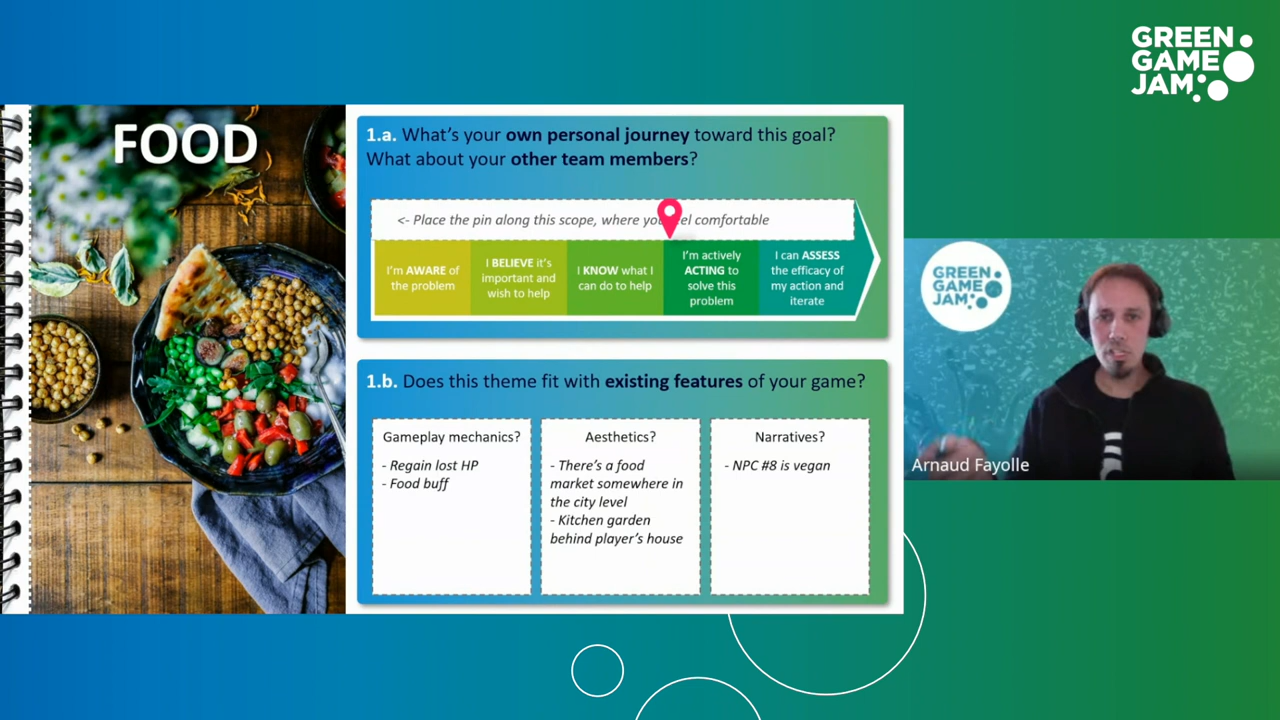 GREEN
GAME
JAM
FOOD
1.a. What's your own personal journey toward this goal?
What about your other team members?
<- Place the pin along this scope, where you el comfortable
I'm AWARE of
the problem
I BELIEVE it's
important and
wish to help
I KNOW what I
can do to help
I'm actively
ACTING to
solve this
problem
I can ASSESS
the efficacy of
my action and
iterate
1.b. Does this theme fit with existing features of your game?
Gameplay mechanics?
- Regain lost HP
- Food buff
Aesthetics?
- There's a food
market somewhere in
the city level
- Kitchen garden
behind player's house
Narratives?
- NPC #8 is vegan
GREEN
GAME
JAM
Arnaud Fayolle